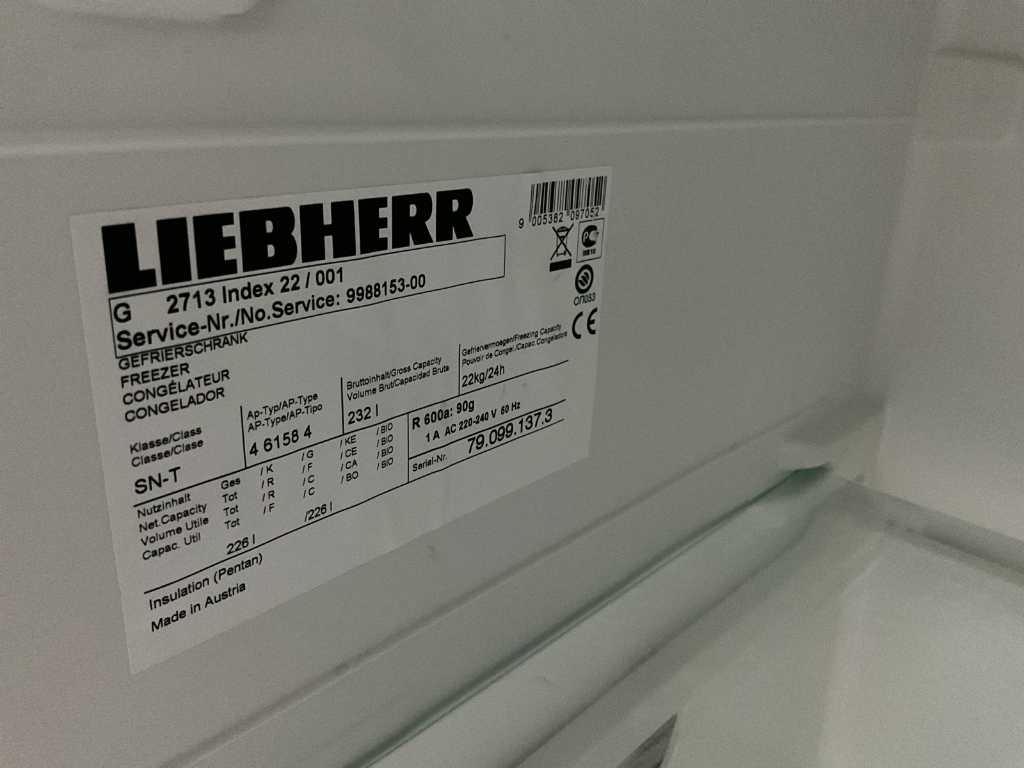 LIEBHERR
9 005382 097052
G 2713 Index 22 / 001
Service-Nr./No.Service: 9988153-00
GEFRIERSCHRANK
FREEZER
CONGÉLATEUR
CONGELADOR
Klasse/Class
Classe/Clase
SN-T
Ap-Typ/AP-Type
AP-Type/AP-Tipo
4 6158 4
Bruttoinhalt/Gross Capacity
Volume Brut/Capacidad Bruta
232 l
Gefriervermoegen/Freezing Capacity
Pouvoir de Congel./Capac.Congeladora
22kg/24h
CE
Nutzinhalt Ges /K /G /KE /BIO
Net.Capacity Tot /R /F /CE /BIO
Volume Utile Tot /R /C /CA /BIO
Capac. Util Tot /F /C /BO /BIO
226 l /226 l
R 600a: 90g
1 A AC 220-240 V 60 Hz
Serial-Nr. 79.099.137.3
Insulation (Pentan)
Made in Austria